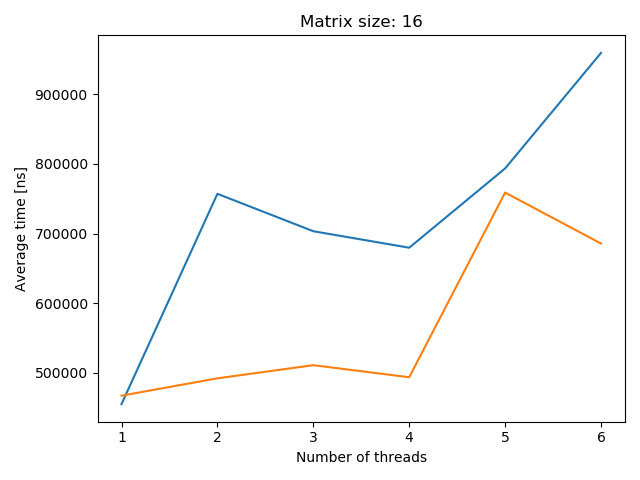 Matrix size: 16
Average time [ns]
900000
800000
700000
600000
500000
1 2 3 4 5 6
Number of threads